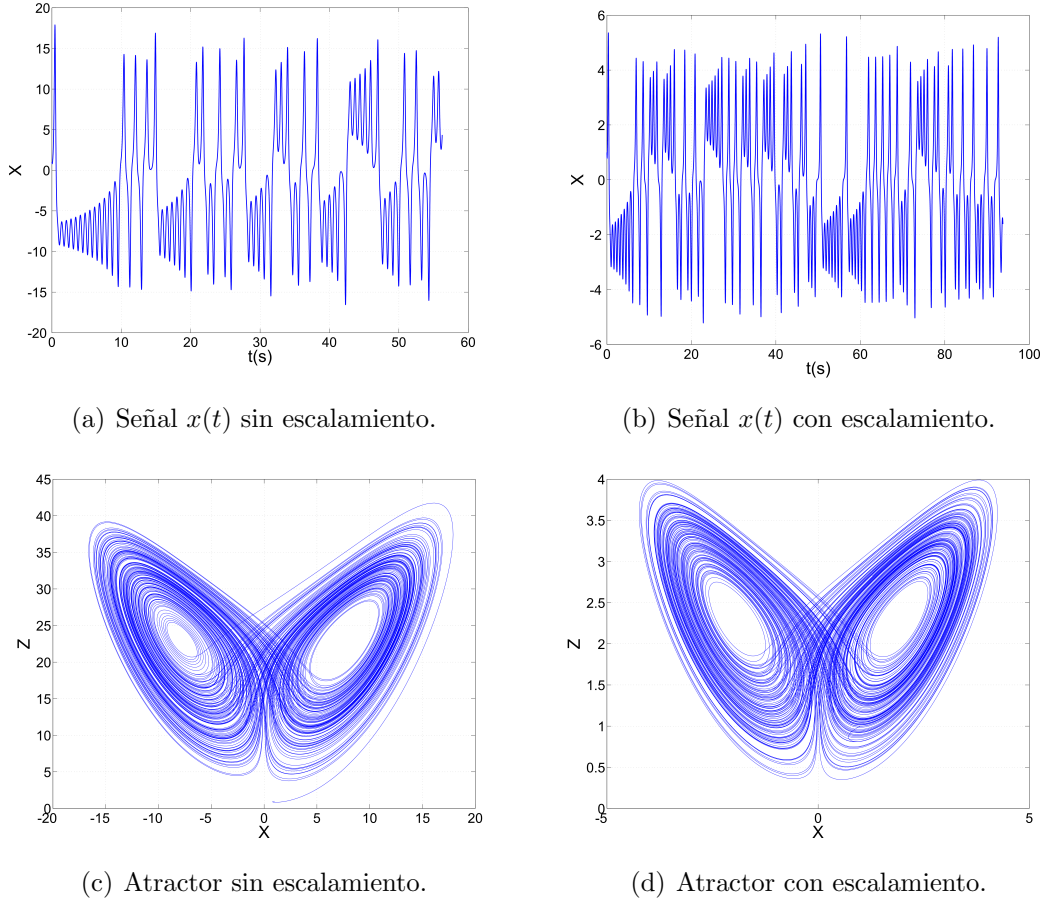 20
15
10
5
0
-5
-10
-15
-20
X
0 10 20 30 40 50 60
t(s)
(a) Señal x(t) sin escalamiento.
6
4
2
0
-2
-4
-6
X
0 20 40 60 80 100
t(s)
(b) Señal x(t) con escalamiento.
45
40
35
30
25
20
15
10
5
0
Z
-20 -15 -10 -5 0 5 10 15 20
X
(c) Atractor sin escalamiento.
4
3.5
3
2.5
2
1.5
1
0.5
0
Z
-5 0 5
X
(d) Atractor con escalamiento.